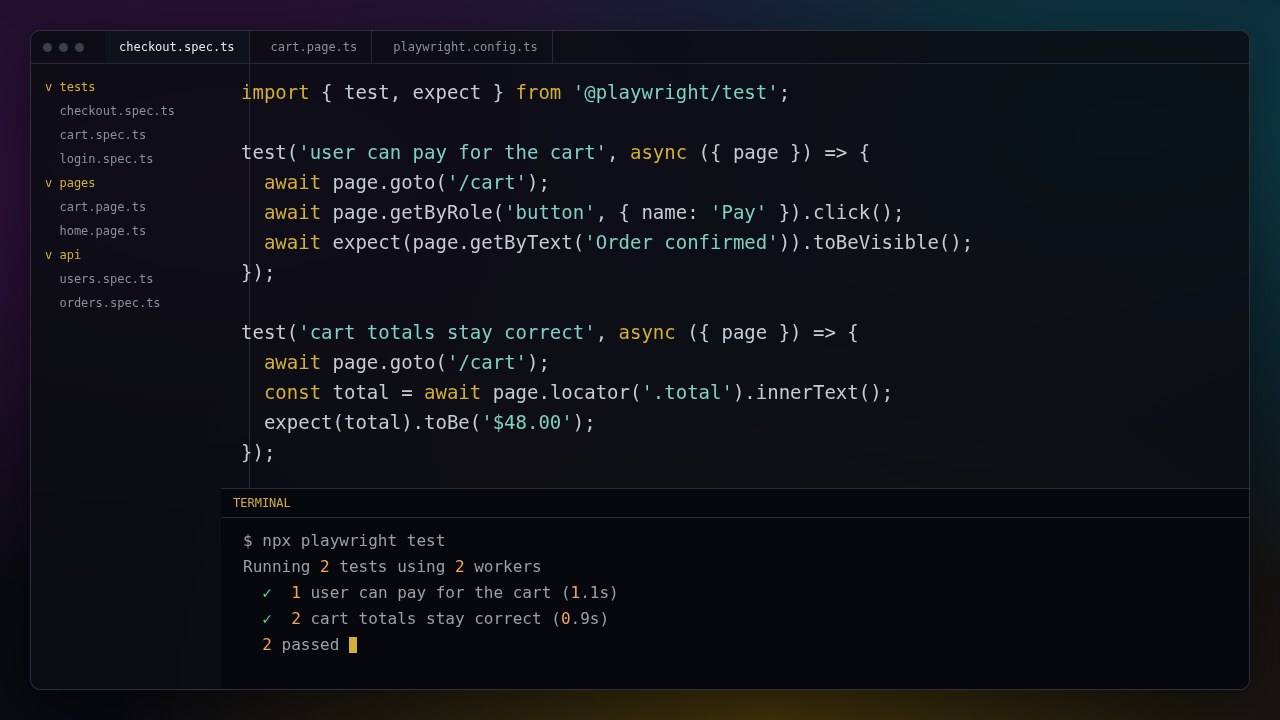 checkout.spec.ts cart.page.ts playwright.config.ts
v tests
checkout.spec.ts
cart.spec.ts
login.spec.ts
v pages
cart.page.ts
home.page.ts
v api
users.spec.ts
orders.spec.ts
import { test, expect } from '@playwright/test';
test('user can pay for the cart', async ({ page }) => {
  await page.goto('/cart');
  await page.getByRole('button', { name: 'Pay' }).click();
  await expect(page.getByText('Order confirmed')).toBeVisible();
});
test('cart totals stay correct', async ({ page }) => {
  await page.goto('/cart');
  const total = await page.locator('.total').innerText();
  expect(total).toBe('$48.00');
});
TERMINAL
$ npx playwright test
Running 2 tests using 2 workers
  ✓  1 user can pay for the cart (1.1s)
  ✓  2 cart totals stay correct (0.9s)
  2 passed